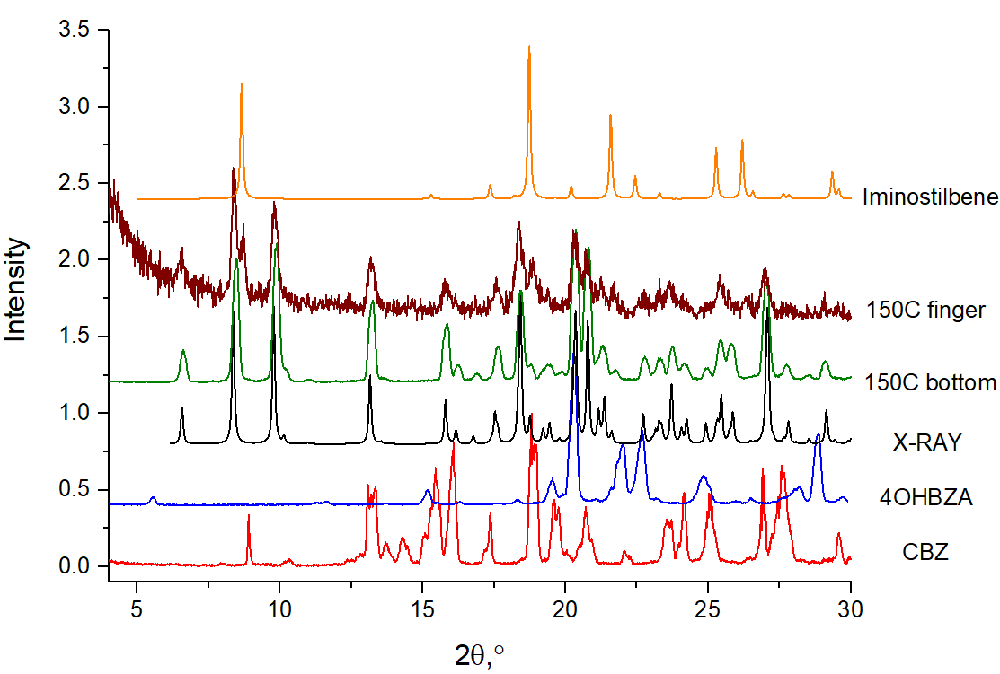 3.5
3.0
2.5
2.0
1.5
1.0
0.5
0.0
Intensity
Iminostilbene
150C finger
150C bottom
X-RAY
4OHBZA
CBZ
5 10 15 20 25 30
2θ,°